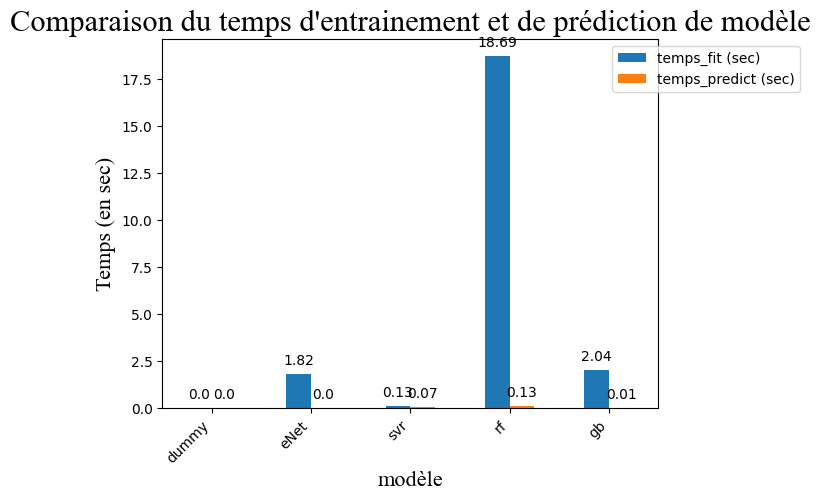 Comparaison du temps d'entrainement et de prédiction de modèle
temps_fit (sec)
temps_predict (sec)
Temps (en sec)
17.5
15.0
12.5
10.0
7.5
5.0
2.5
0.0
0.0 0.0
1.82 0.0
0.13 0.07
18.69 0.13
2.04 0.01
dummy
eNet
svr
rf
gb
modèle